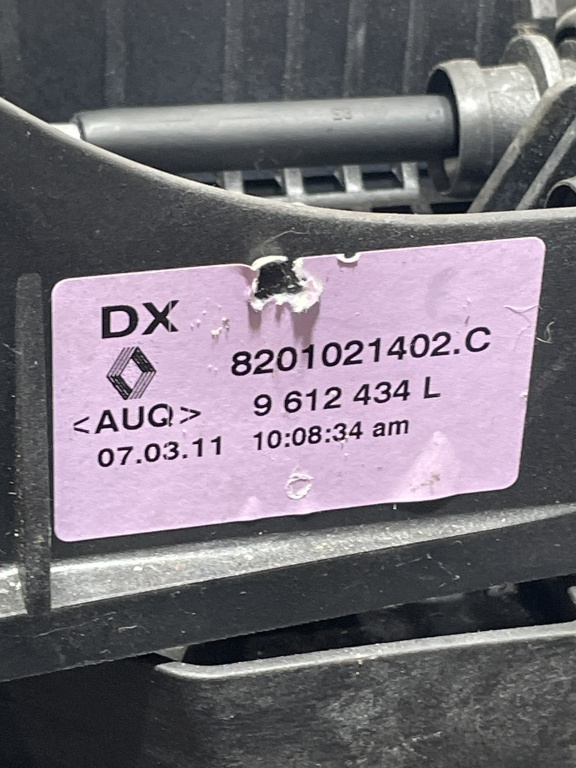 DX
8201021402.C
<AUQ> 9 612 434 L
07.03.11 10:08:34 am